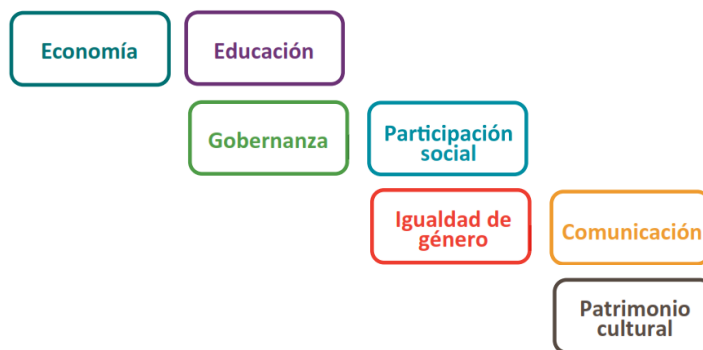 Economía
Educación
Gobernanza
Participación
social
Igualdad de
género
Comunicación
Patrimonio
cultural